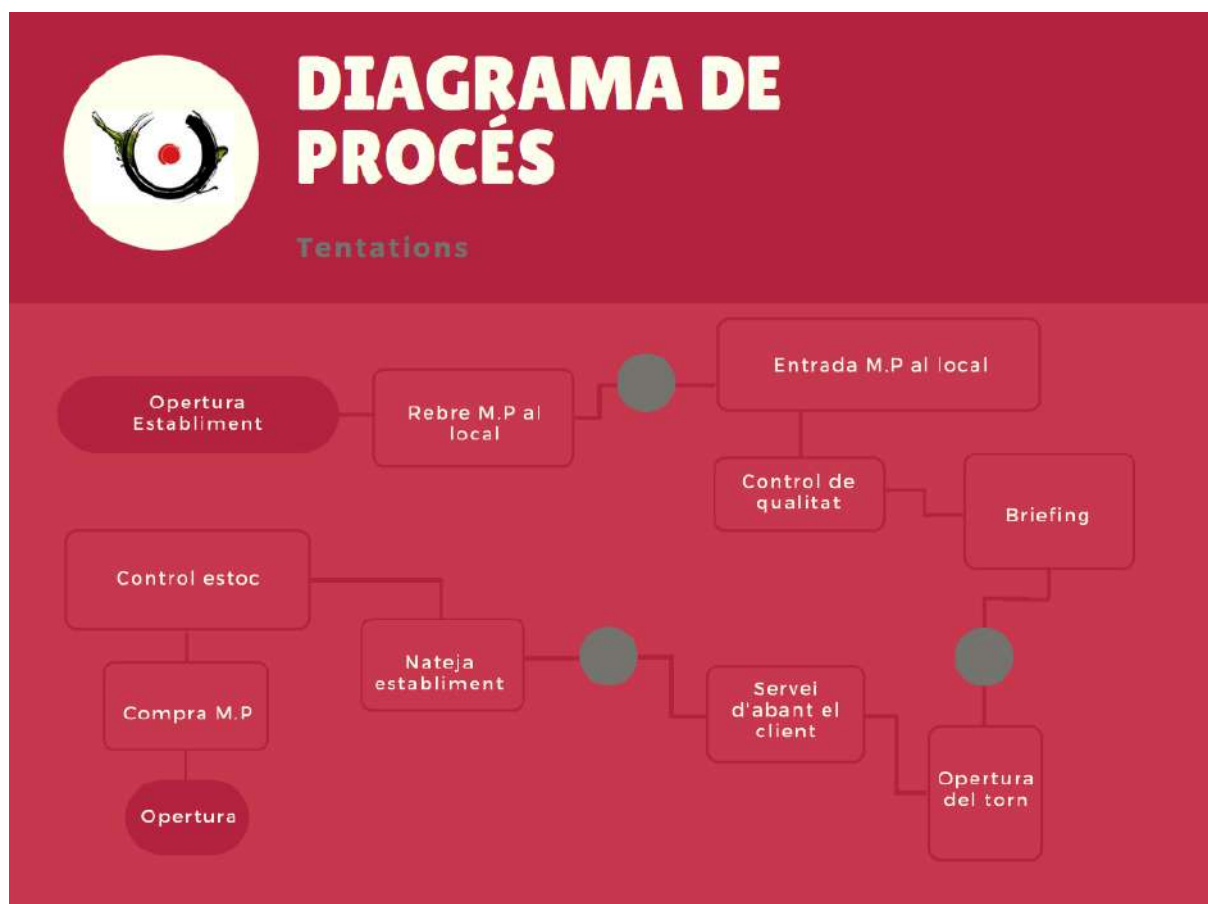 DIAGRAMA DE
PROCÉS
Tentations
Opertura
Establiment
Rebre M.P al
local
Entrada M.P al local
Control de
qualitat
Briefing
Opertura
del torn
Servei
d'abant el
client
Nateja
establiment
Control estoc
Compra M.P
Opertura